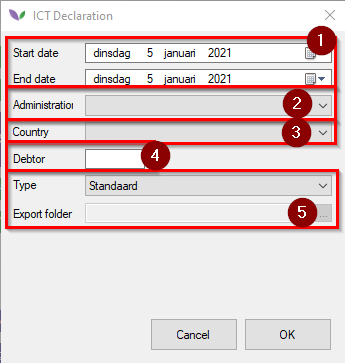 ICT Declaration
1
Start date dinsdag 5 januari 2021
End date dinsdag 5 januari 2021
Administration 2
Country 3
Debtor 4
Type Standaard
Export folder 5 ...
Cancel OK